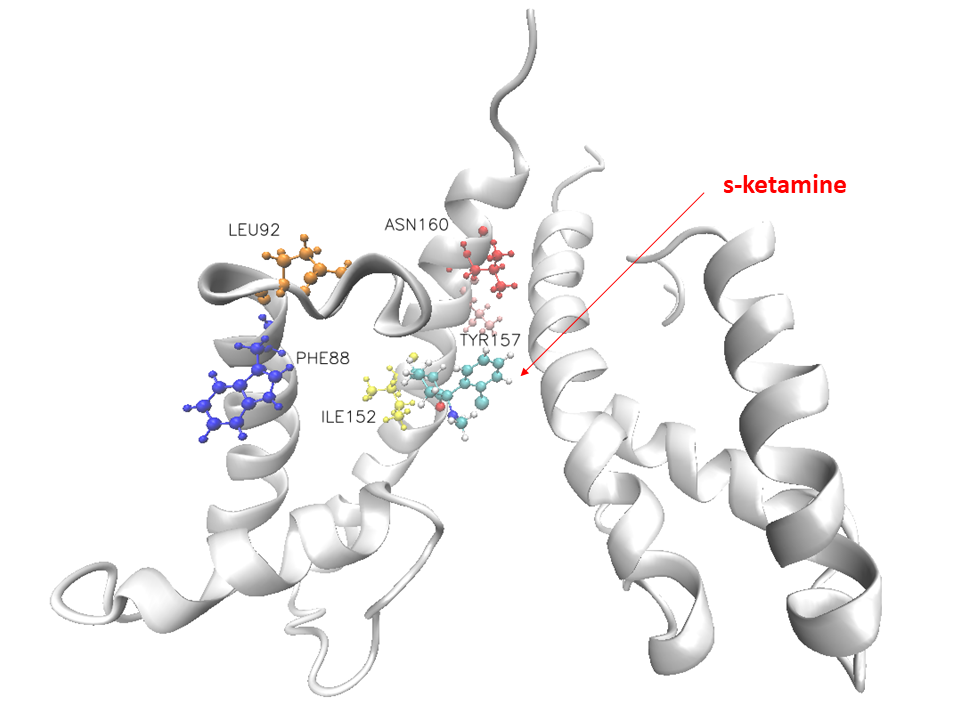 s-ketamine
LEU92
ASN160
TYR157
PHE88
ILE152